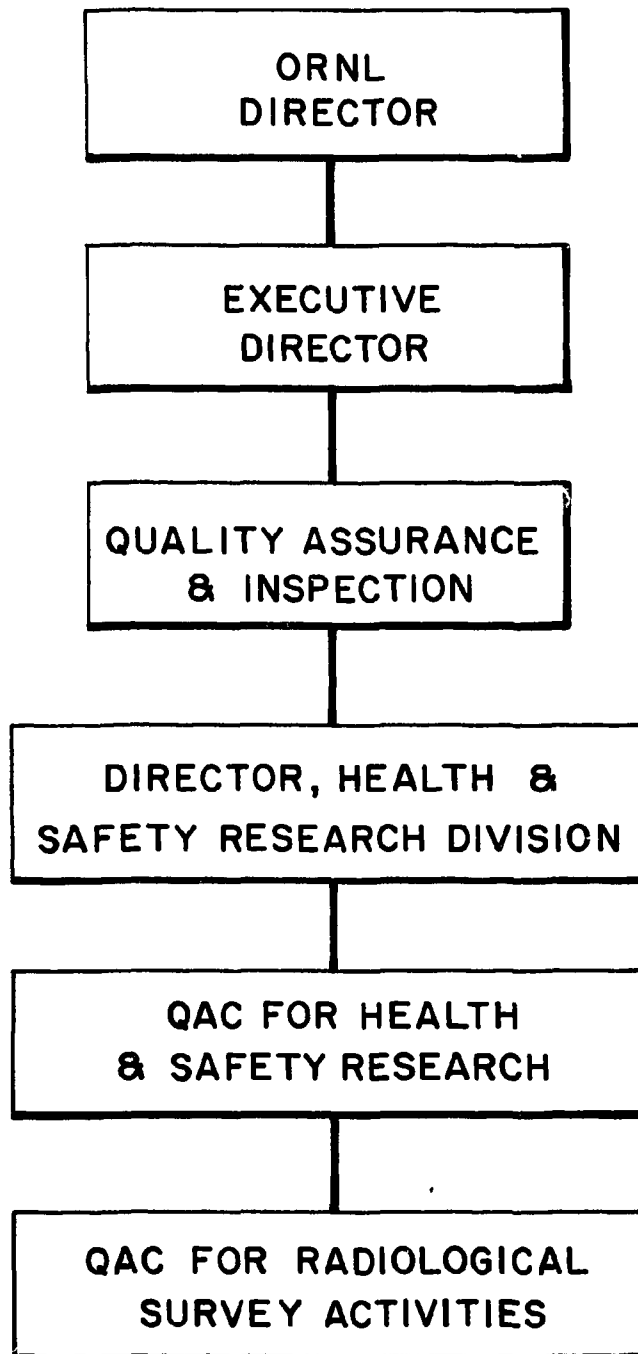 ORNL
DIRECTOR
EXECUTIVE
DIRECTOR
QUALITY ASSURANCE
& INSPECTION
DIRECTOR, HEALTH &
SAFETY RESEARCH DIVISION
QAC FOR HEALTH
& SAFETY RESEARCH
QAC FOR RADIOLOGICAL
SURVEY ACTIVITIES